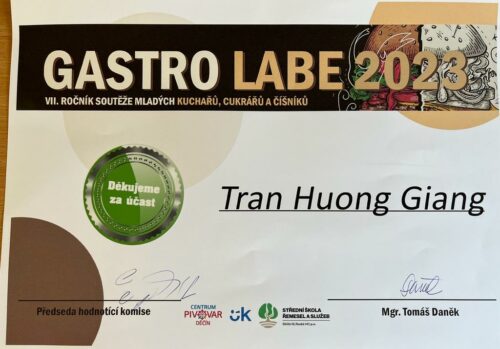 GASTRO LABE 2023
VII. ROČNÍK SOUTĚŽE MLADÝCH KUCHAŘŮ, CUKRÁŘŮ A ČÍŠNÍKŮ
Děkujeme
za účast
Tran Huong Giang
Předseda hodnotící komise
CENTRUM
PIVOVAR
DĚČÍN
ÚK
STŘEDNÍ ŠKOLA
ŘEMESEL A SLUŽEB
Mgr. Tomáš Daněk